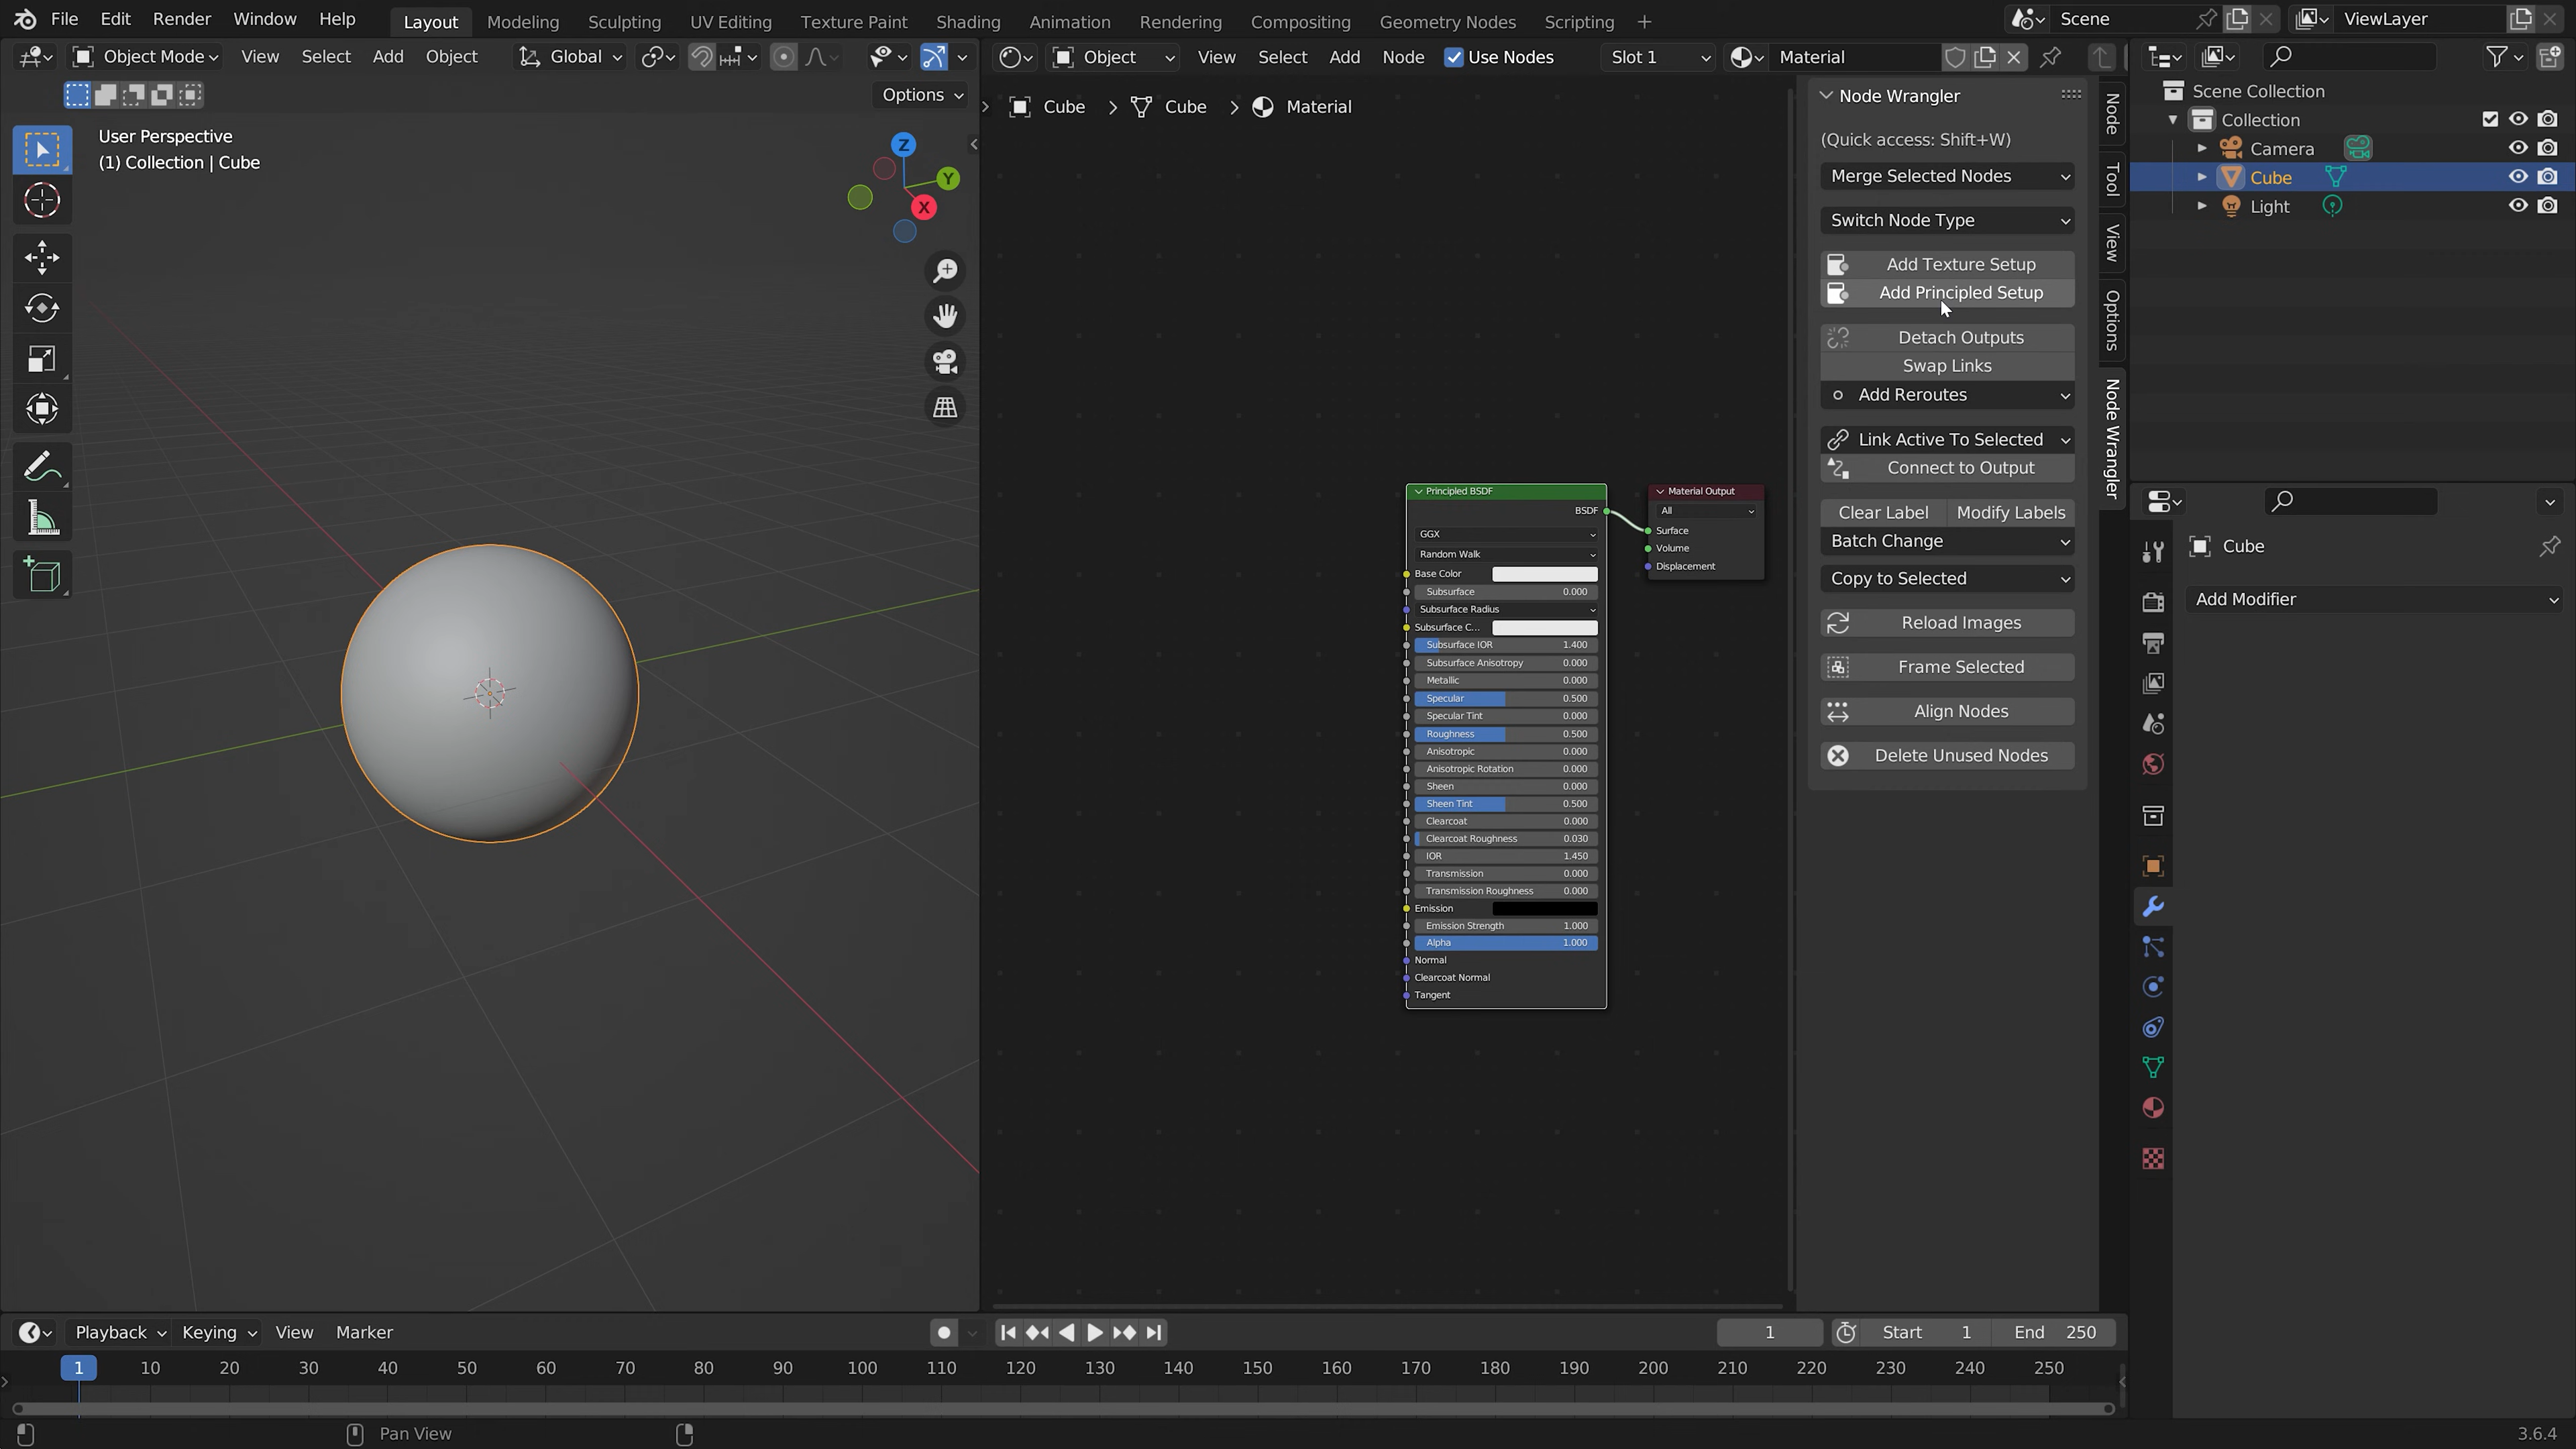 File Edit Render Window Help Layout Modeling Sculpting UV Editing Texture Paint Shading Animation Rendering Compositing Geometry Nodes Scripting + Scene ViewLayer
Object Mode View Select Add Object Global Object View Select Add Node Use Nodes Slot 1 Material
Options
User Perspective
(1) Collection | Cube
Z
Y
X
Cube > Cube > Material
Principled BSDF
BSDF
GGX
Random Walk
Base Color
Subsurface 0.000
Subsurface Radius
Subsurface C...
Subsurface IOR 1.400
Subsurface Anisotropy 0.000
Metallic 0.000
Specular 0.500
Specular Tint 0.000
Roughness 0.500
Anisotropic 0.000
Anisotropic Rotation 0.000
Sheen 0.000
Sheen Tint 0.500
Clearcoat 0.000
Clearcoat Roughness 0.030
IOR 1.450
Transmission 0.000
Transmission Roughness 0.000
Emission
Emission Strength 1.000
Alpha 1.000
Normal
Clearcoat Normal
Tangent
Material Output
All
Surface
Volume
Displacement
Node Wrangler
(Quick access: Shift+W)
Merge Selected Nodes
Switch Node Type
Add Texture Setup
Add Principled Setup
Detach Outputs
Swap Links
Add Reroutes
Link Active To Selected
Connect to Output
Clear Label Modify Labels
Batch Change
Copy to Selected
Reload Images
Frame Selected
Align Nodes
Delete Unused Nodes
Node
Tool
View
Options
Node Wrangler
Scene Collection
Collection
Camera
Cube
Light
Cube
Add Modifier
Playback Keying View Marker 1 Start 1 End 250
1 10 20 30 40 50 60 70 80 90 100 110 120 130 140 150 160 170 180 190 200 210 220 230 240 250
Pan View 3.6.4